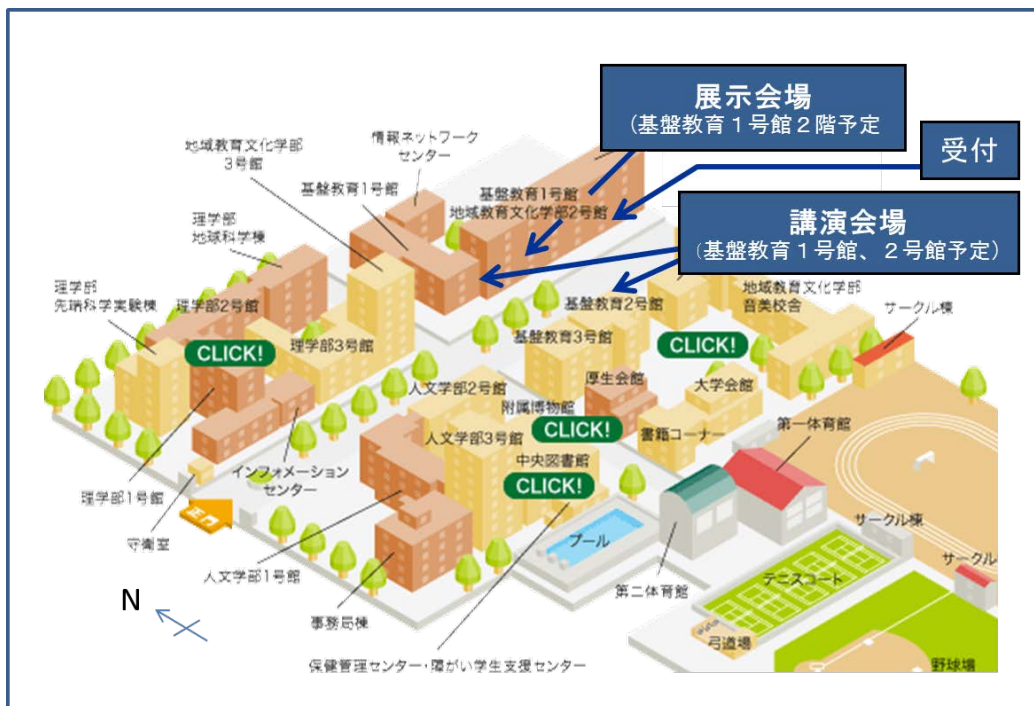 展示会場
(基盤教育１号館２階予定
受付
講演会場
(基盤教育１号館、２号館予定)
地域教育文化学部
3号館
情報ネットワーク
センター
基盤教育1号館
基盤教育1号館
地域教育文化学部2号館
理学部
地球科学棟
理学部
先端科学実験棟
理学部2号館
CLICK!
理学部3号館
基盤教育2号館
基盤教育3号館
地域教育文化学部
音美校舎
サークル棟
CLICK!
人文学部2号館
厚生会館
大学会館
附属博物館
CLICK!
書籍コーナー
第一体育館
人文学部3号館
中央図書館
CLICK!
インフォメーション
センター
理学部1号館
正門
守衛室
人文学部1号館
プール
サークル棟
サークル
テニスコート
第二体育館
N
事務局棟
弓道場
保健管理センター・障がい学生支援センター
野球場